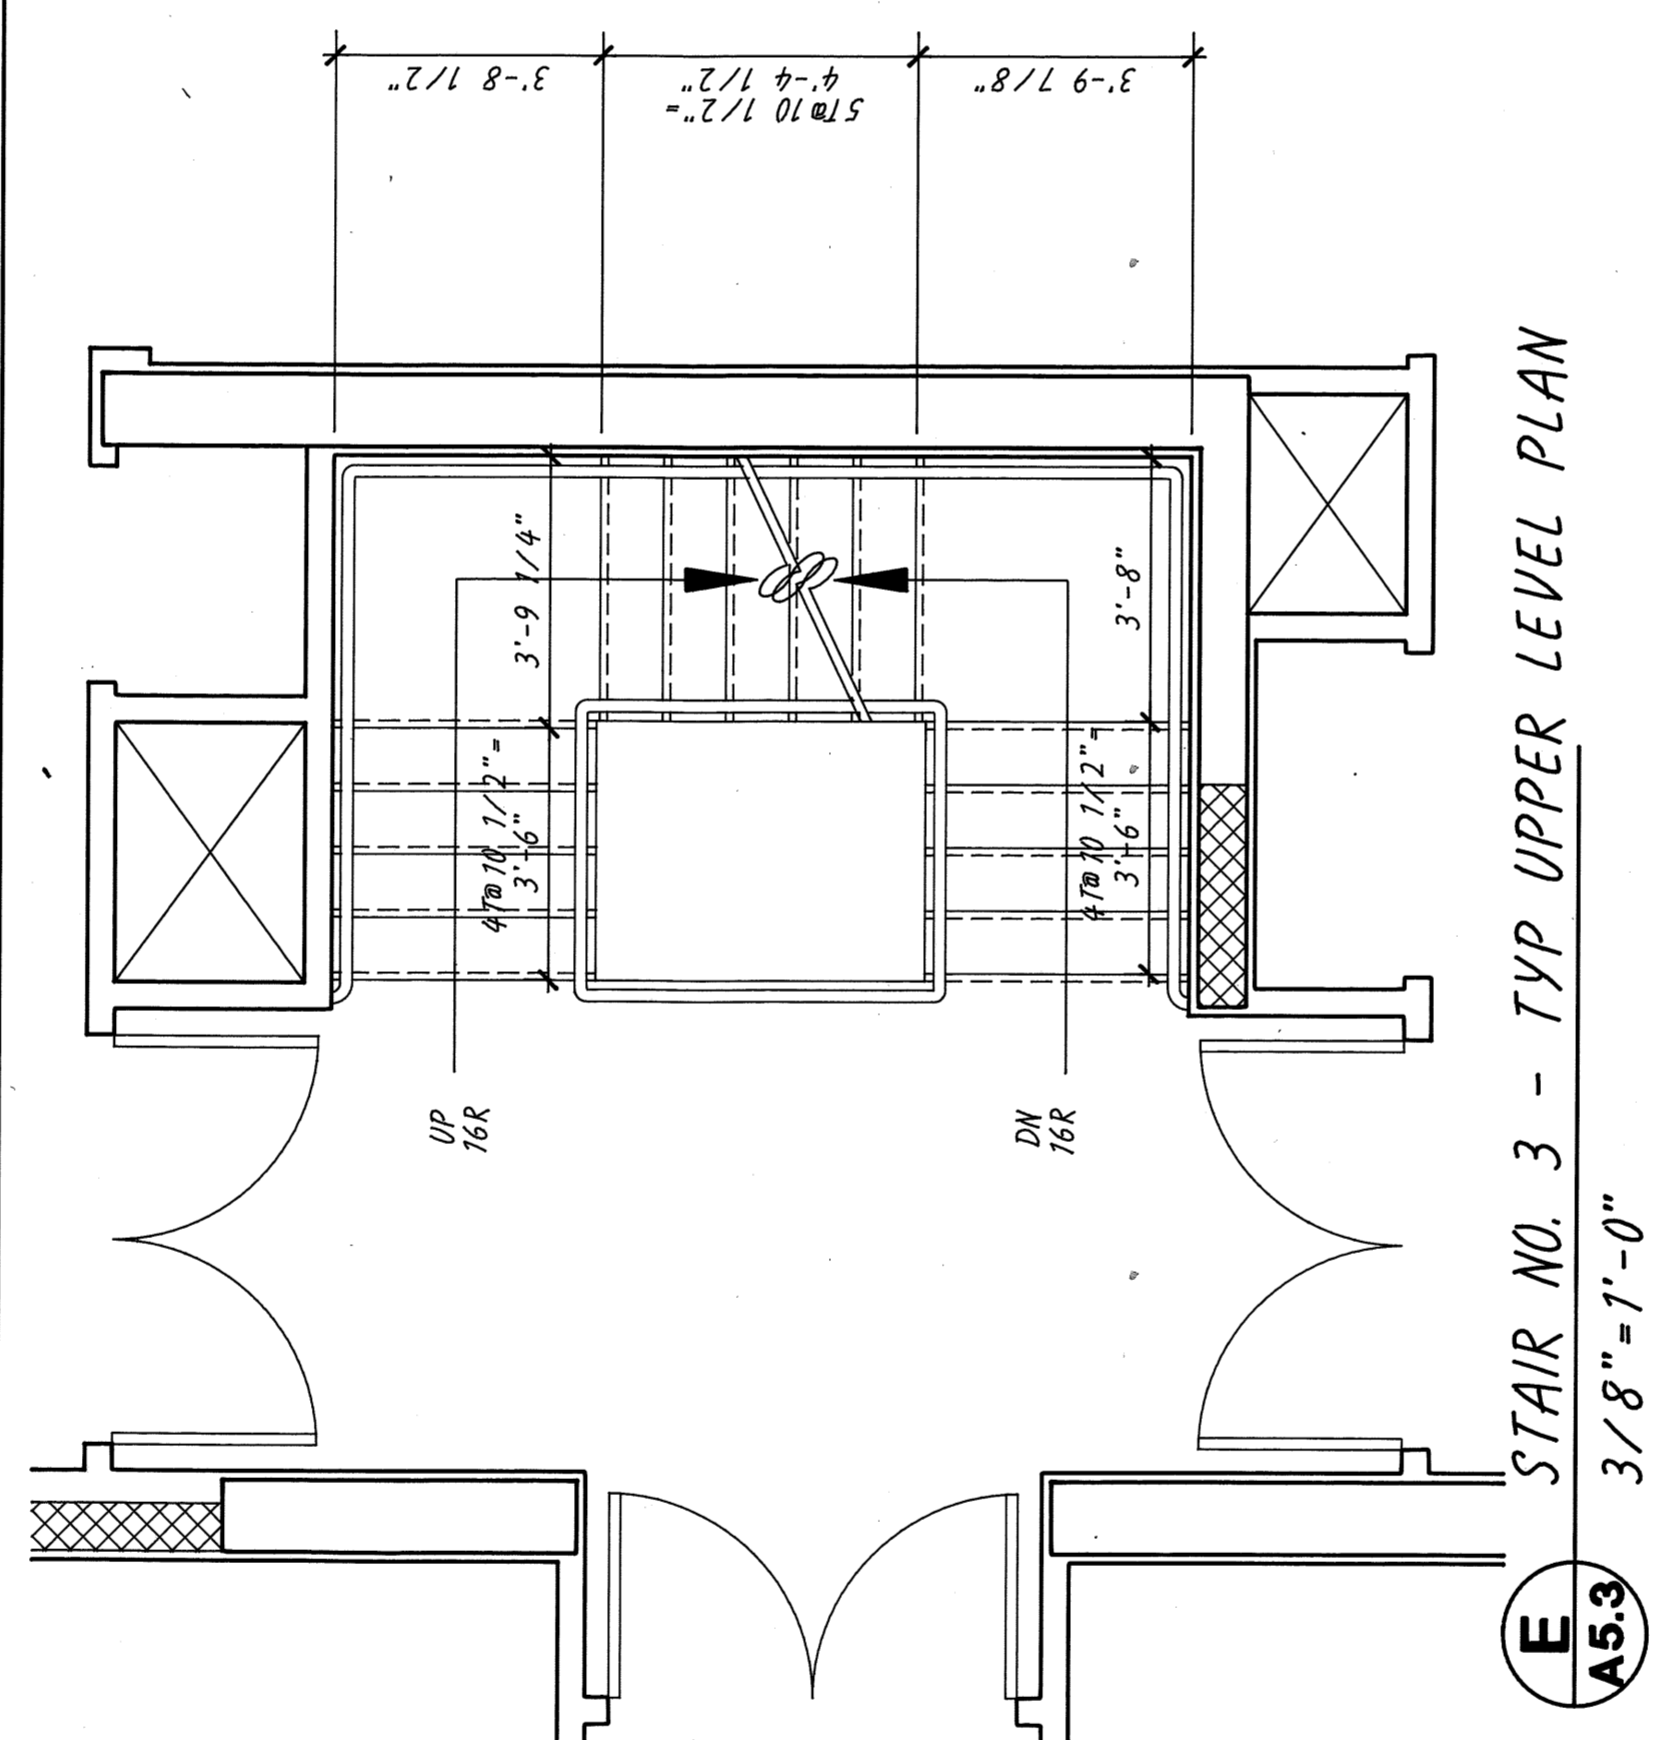 3'-8 1/2"
5T@10 1/2"=
4'-4 1/2"
3'-9 7/8"
3'-9 1/4"
4T@10 1/2"=
3'-6"
3'-8"
4T@10 1/2"=
3'-6"
UP
16R
DN
16R
E
A5.3
STAIR NO. 3 - TYP UPPER LEVEL PLAN
3/8"=1'-0"